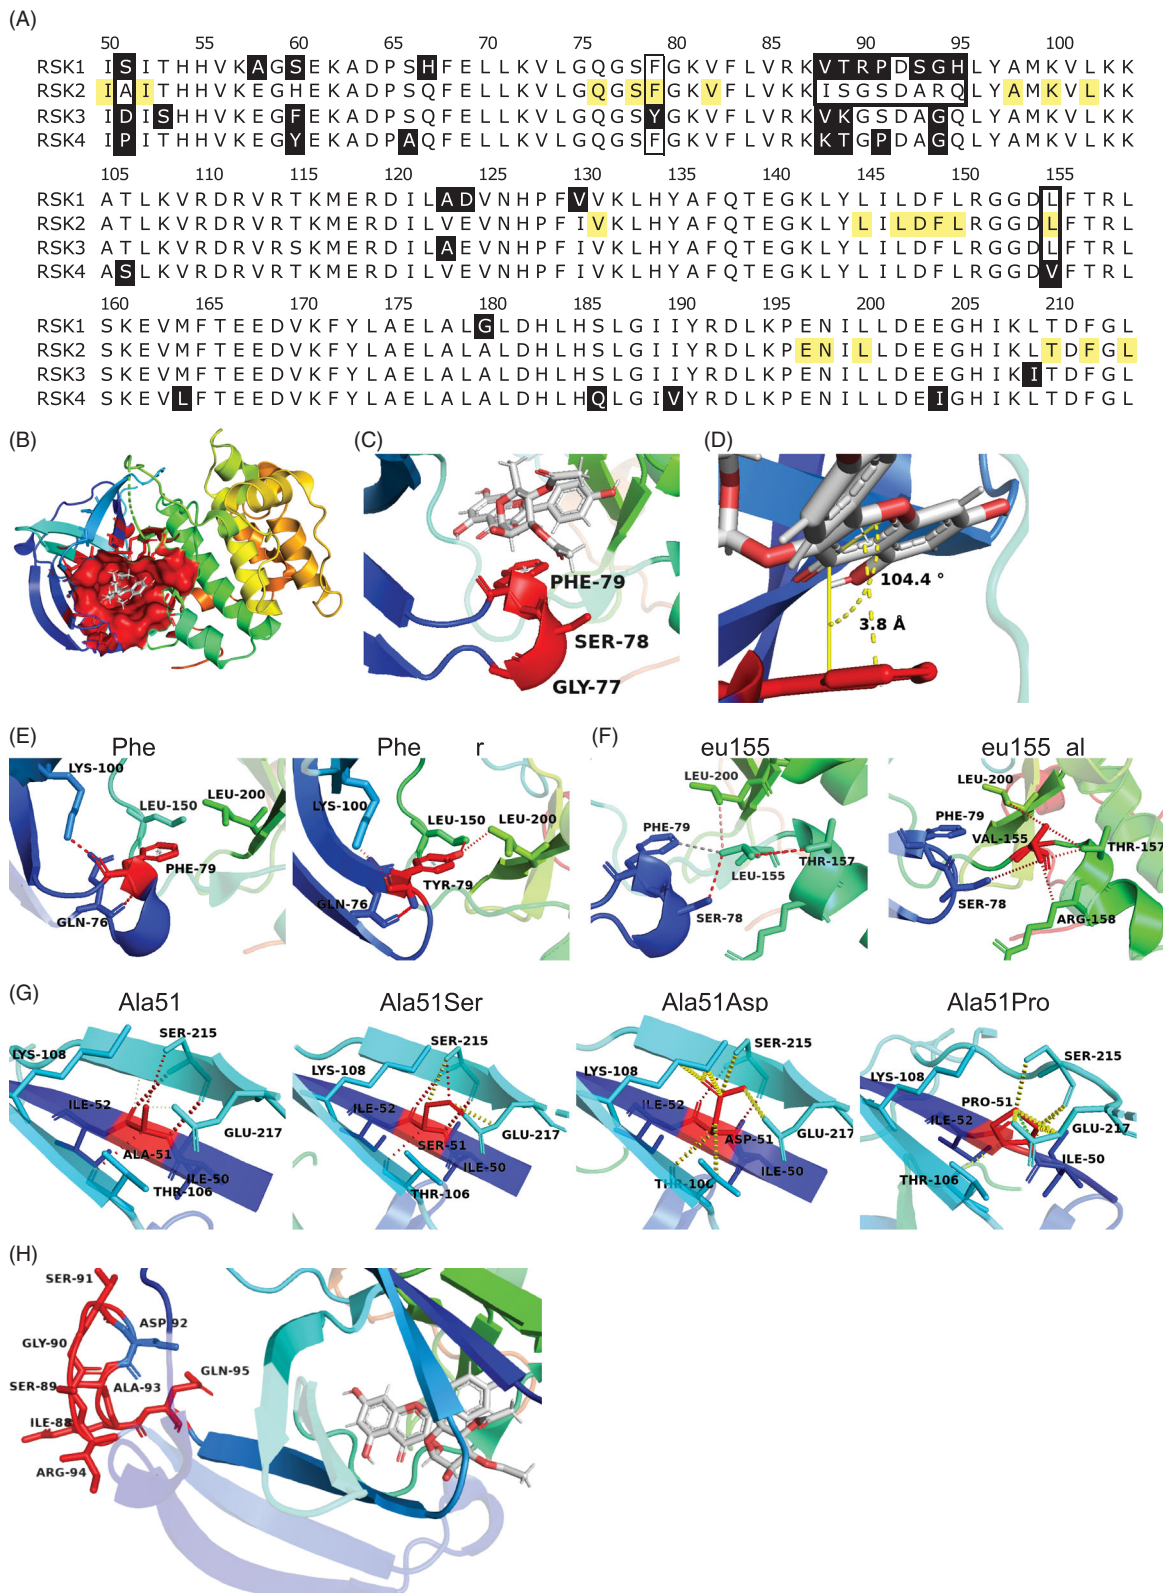 (A)
50 55 60 65 70 75 80 85 90 95 100
RSK1 I S I T H H V K A G S E K A D P S H F E L L K V L G Q G S F G K V F L V R K V T R P D S G H L Y A M K V L K K
RSK2 I A I T H H V K E G H E K A D P S Q F E L L K V L G Q G S F G K V F L V K K I S G S D A R Q L Y A M K V L K K
RSK3 I D I S H H V K E G F E K A D P S Q F E L L K V L G Q G S Y G K V F L V R K V K G S D A G Q L Y A M K V L K K
RSK4 I P I T H H V K E G Y E K A D P A Q F E L L K V L G Q G S F G K V F L V R K K T G P D A G Q L Y A M K V L K K
105 110 115 120 125 130 135 140 145 150 155
RSK1 A T L K V R D R V R T K M E R D I L A D V N H P F V V K L H Y A F Q T E G K L Y L I L D F L R G G D L F T R L
RSK2 A T L K V R D R V R T K M E R D I L V E V N H P F I V K L H Y A F Q T E G K L Y L I L D F L R G G D L F T R L
RSK3 A T L K V R D R V R S K M E R D I L A E V N H P F I V K L H Y A F Q T E G K L Y L I L D F L R G G D L F T R L
RSK4 A S L K V R D R V R T K M E R D I L V E V N H P F I V K L H Y A F Q T E G K L Y L I L D F L R G G D V F T R L
160 165 170 175 180 185 190 195 200 205 210
RSK1 S K E V M F T E E D V K F Y L A E L A L G L D H L H S L G I I Y R D L K P E N I L L D E E G H I K L T D F G L
RSK2 S K E V M F T E E D V K F Y L A E L A L A L D H L H S L G I I Y R D L K P E N I L L D E E G H I K L T D F G L
RSK3 S K E V M F T E E D V K F Y L A E L A L A L D H L H S L G I I Y R D L K P E N I L L D E E G H I K I T D F G L
RSK4 S K E V L F T E E D V K F Y L A E L A L A L D H L H Q L G I V Y R D L K P E N I L L D E I G H I K L T D F G L
(B) (C) (D)
PHE-79
SER-78
GLY-77
104.4 °
3.8 Å
(E) Phe Phe r (F) eu155 eu155 al
LYS-100
LEU-150
LEU-200
PHE-79
GLN-76
LYS-100
LEU-150
LEU-200
TYR-79
GLN-76
LEU-200
PHE-79
THR-157
LEU-155
SER-78
LEU-200
PHE-79
VAL-155
THR-157
SER-78
ARG-158
(G) Ala51 Ala51Ser Ala51Asp Ala51Pro
SER-215
LYS-108
ILE-52
GLU-217
ALA-51
ILE-50
THR-106
SER-215
LYS-108
ILE-52
GLU-217
SER-51
ILE-50
THR-106
SER-215
LYS-108
ILE-52
GLU-217
ASP-51
ILE-50
THR-106
SER-215
LYS-108
PRO-51
ILE-52
GLU-217
ILE-50
THR-106
(H)
SER-91
ASP-92
GLY-90
GLN-95
SER-89
ALA-93
ILE-88
ARG-94